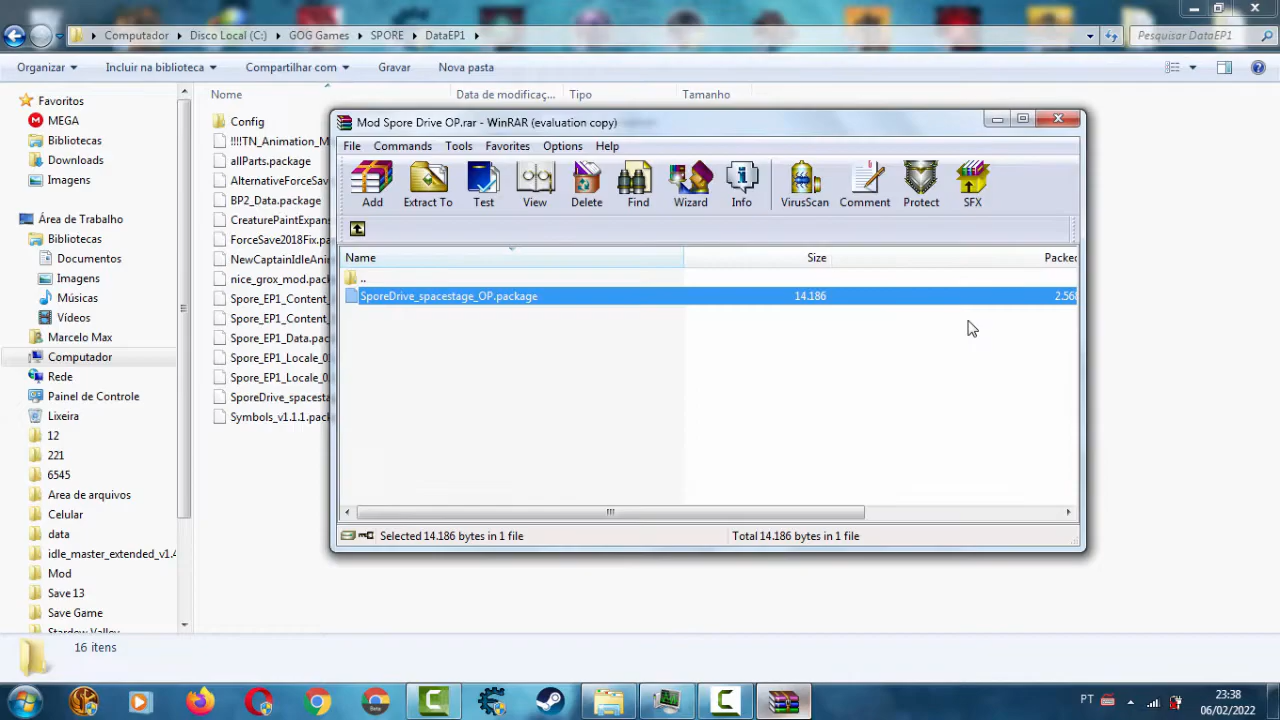 Computador
Disco Local (C:)
GOG Games
SPORE
DataEP1
Pesquisar DataEP1
Organizar
Incluir na biblioteca
Compartilhar com
Gravar
Nova pasta
Favoritos
MEGA
Bibliotecas
Downloads
Imagens
Área de Trabalho
Bibliotecas
Documentos
Imagens
Músicas
Vídeos
Marcelo Max
Computador
Rede
Painel de Controle
Lixeira
12
221
6545
Area de arquivos
Celular
data
idle_master_extended_v1.4
Mod
Save 13
Save Game
Stardew Valley
Nome
Data de modificaç...
Tipo
Tamanho
Config
!!!!TN_Animation_M
allParts.package
AlternativeForceSav
BP2_Data.package
CreaturePaintExpans
ForceSave2018Fix.pa
NewCaptainIdleAni
nice_grox_mod.pack
Spore_EP1_Content_
Spore_EP1_Content_
Spore_EP1_Data.pac
Spore_EP1_Locale_0
Spore_EP1_Locale_0
SporeDrive_spacesta
Symbols_v1.1.1.pack
Mod Spore Drive OP.rar - WinRAR (evaluation copy)
File
Commands
Tools
Favorites
Options
Help
Add
Extract To
Test
View
Delete
Find
Wizard
Info
VirusScan
Comment
Protect
SFX
Name
Size
Packed
..
SporeDrive_spacestage_OP.package
14.186
2.568
Selected 14.186 bytes in 1 file
Total 14.186 bytes in 1 file
16 itens
PT
23:38
06/02/2022